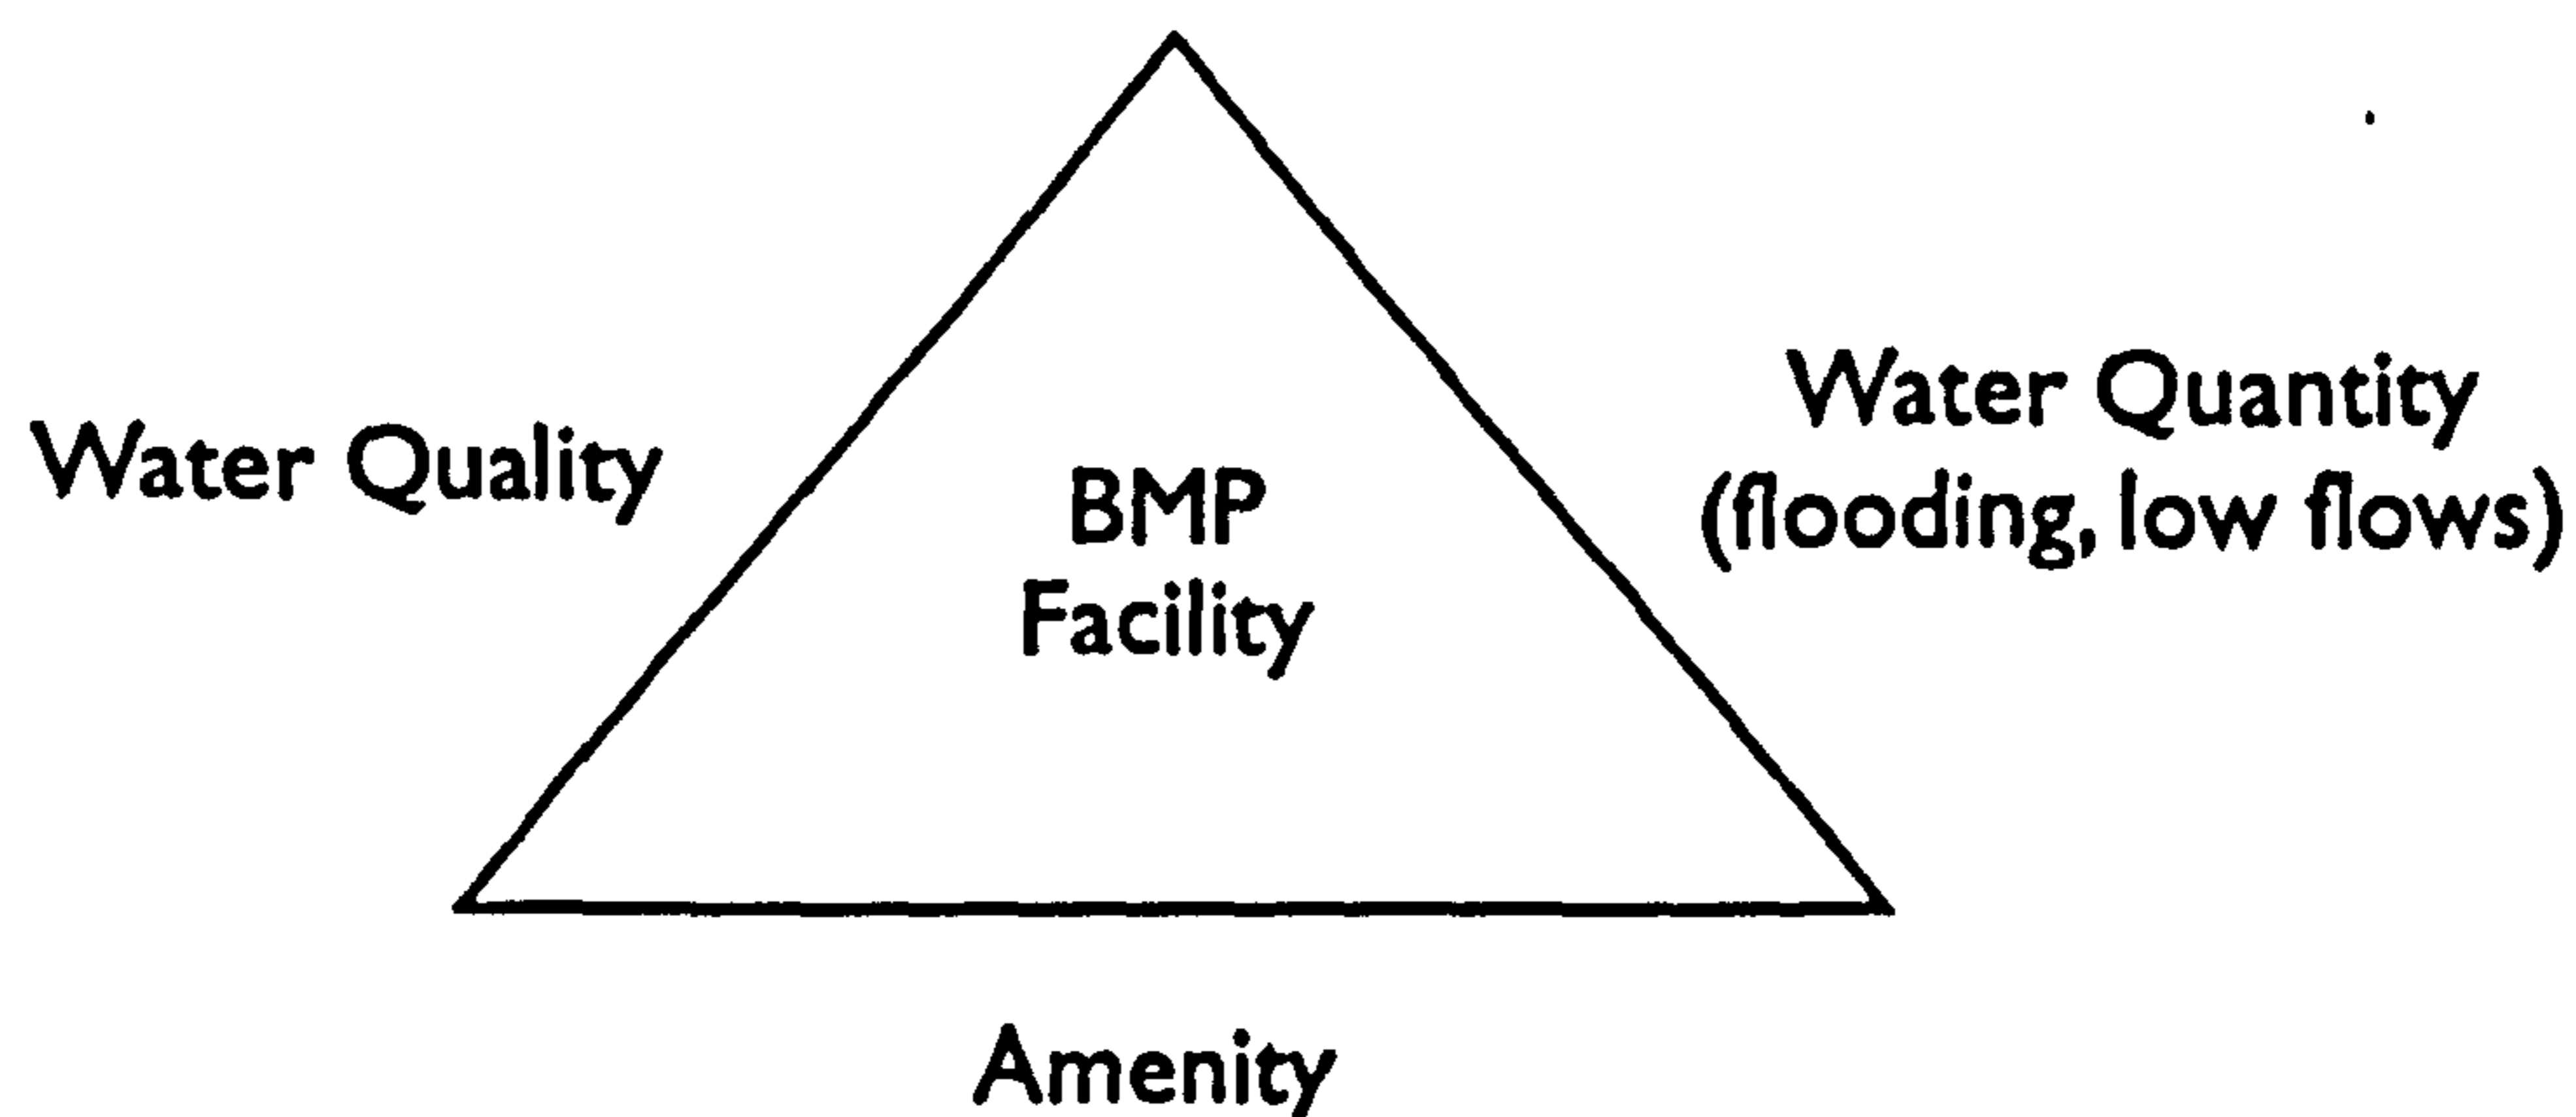 Water Quality
Water Quantity
(flooding, low flows)
BMP
Facility
Amenity